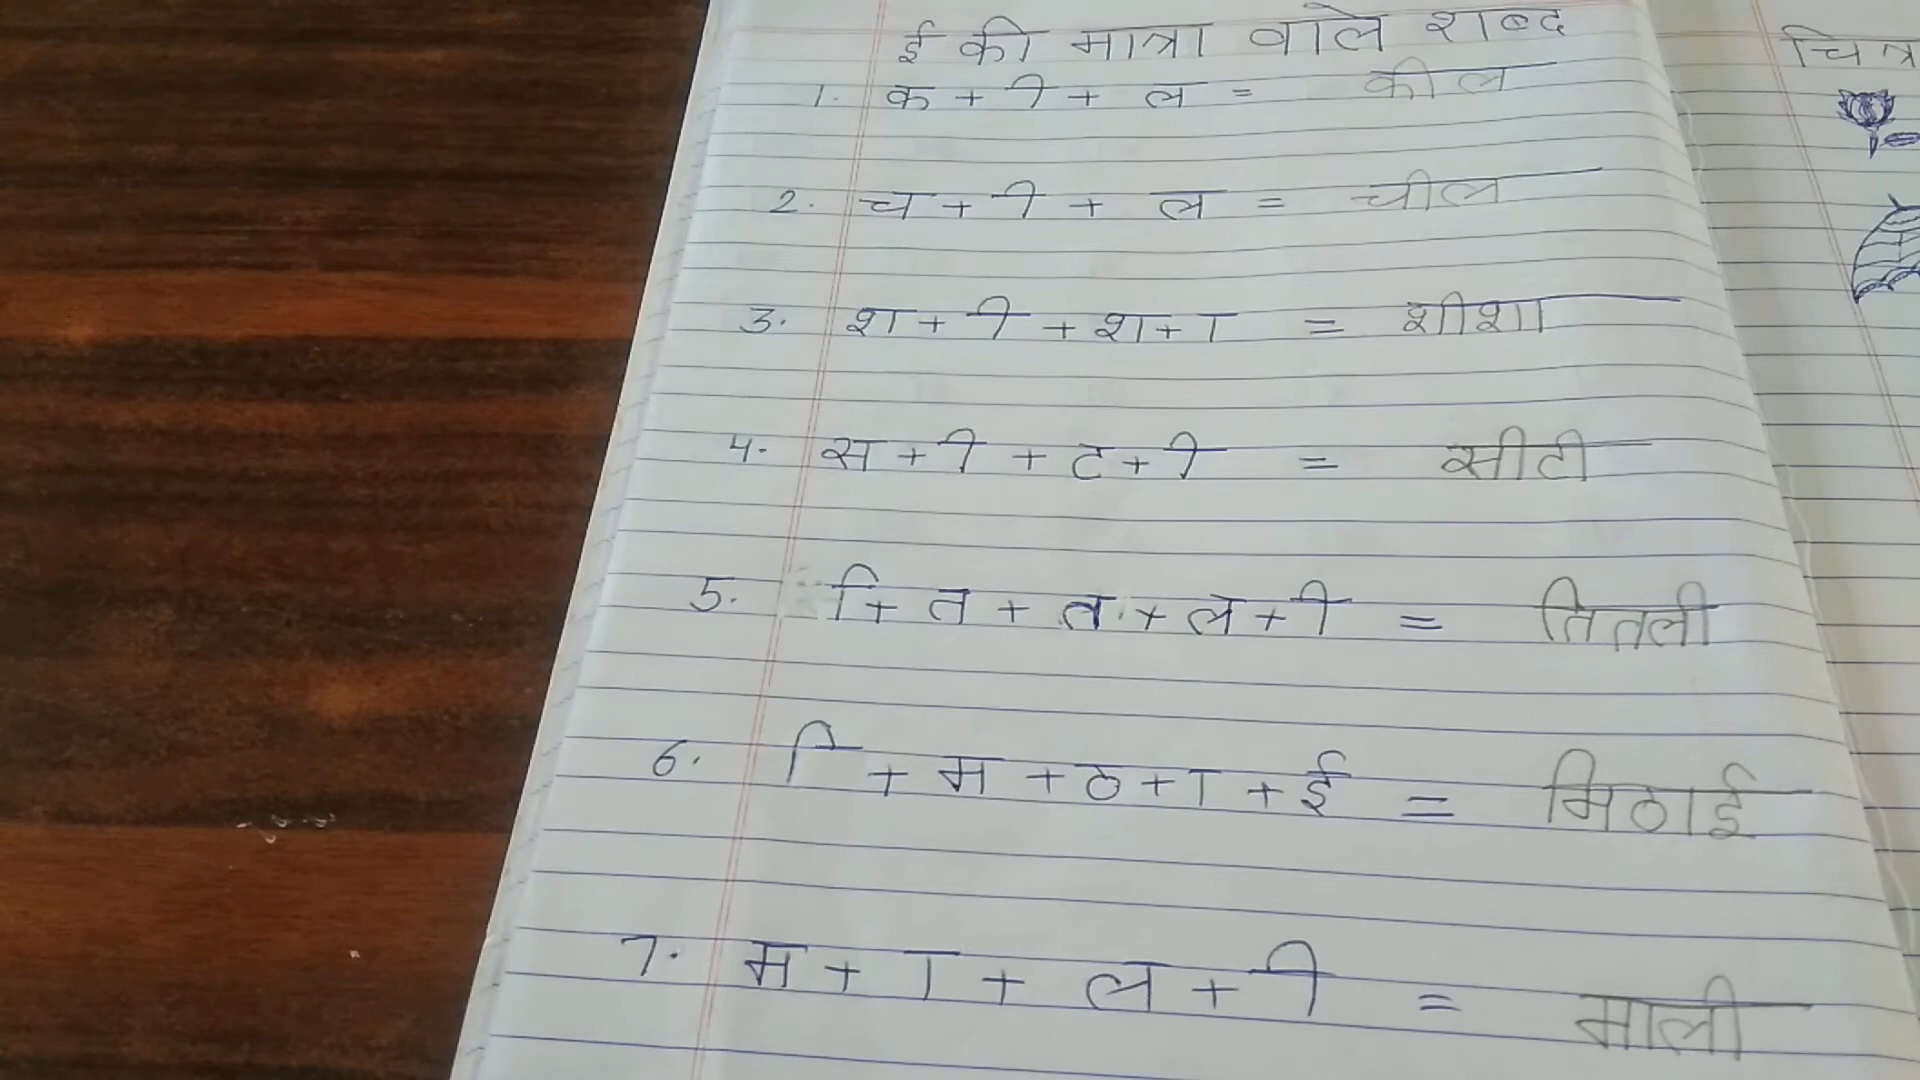 ई की मात्रा वाले शब्द
1. क + ी + ल = कील
2. च + ी + ल = चील
3. श + ी + श + ा = शीशा
4. स + ी + ट + ी = सीटी
5. ि + त + त + ल + ी = तितली
6. ि + म + ठ + ा + ई = मिठाई
7. म + ा + ल + ी = माली
चित्र